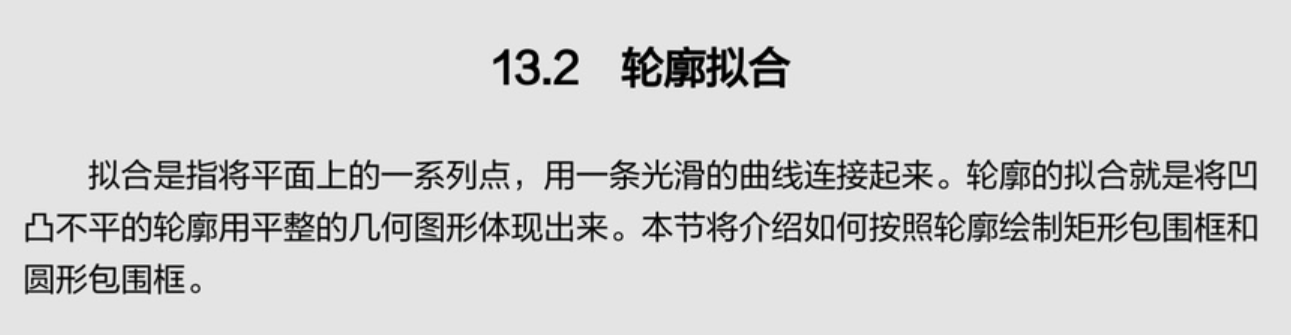 13.2 轮廓拟合
拟合是指将平面上的一系列点，用一条光滑的曲线连接起来。轮廓的拟合就是将凹
凸不平的轮廓用平整的几何图形体现出来。本节将介绍如何按照轮廓绘制矩形包围框和
圆形包围框。